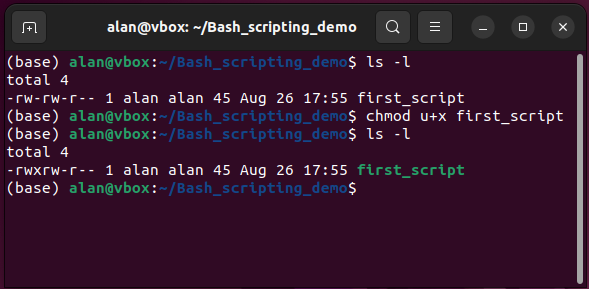 alan@vbox: ~/Bash_scripting_demo
(base) alan@vbox:~/Bash_scripting_demo$ ls -l
total 4
-rw-rw-r-- 1 alan alan 45 Aug 26 17:55 first_script
(base) alan@vbox:~/Bash_scripting_demo$ chmod u+x first_script
(base) alan@vbox:~/Bash_scripting_demo$ ls -l
total 4
-rwxrw-r-- 1 alan alan 45 Aug 26 17:55 first_script
(base) alan@vbox:~/Bash_scripting_demo$